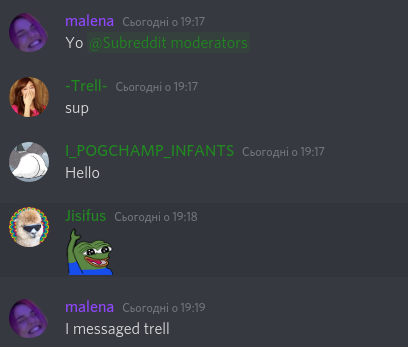 malena Сьогодні о 19:17
Yo @Subreddit moderators
-Trell- Сьогодні о 19:17
sup
I_POGCHAMP_INFANTS Сьогодні о 19:17
Hello
Jisifus Сьогодні о 19:18
malena Сьогодні о 19:19
I messaged trell